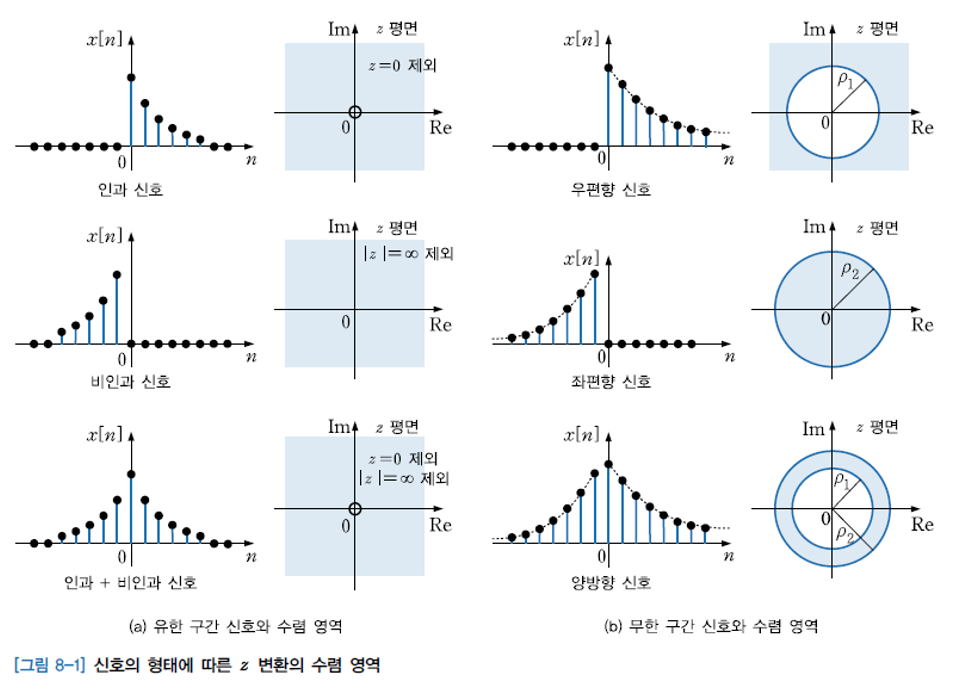 x[n]
n
0
인과 신호
Im
z 평면
z=0 제외
0
Re
x[n]
n
0
우편향 신호
Im
z 평면
ρ₁
0
Re
x[n]
n
0
비인과 신호
Im
z 평면
|z|=∞ 제외
0
Re
x[n]
n
0
좌편향 신호
Im
z 평면
ρ₂
0
Re
x[n]
n
0
인과 + 비인과 신호
Im
z 평면
z=0 제외
|z|=∞ 제외
0
Re
x[n]
n
0
양방향 신호
Im
z 평면
ρ₁
0
ρ₂
Re
(a) 유한 구간 신호와 수렴 영역
(b) 무한 구간 신호와 수렴 영역
[그림 8-1] 신호의 형태에 따른 z 변환의 수렴 영역